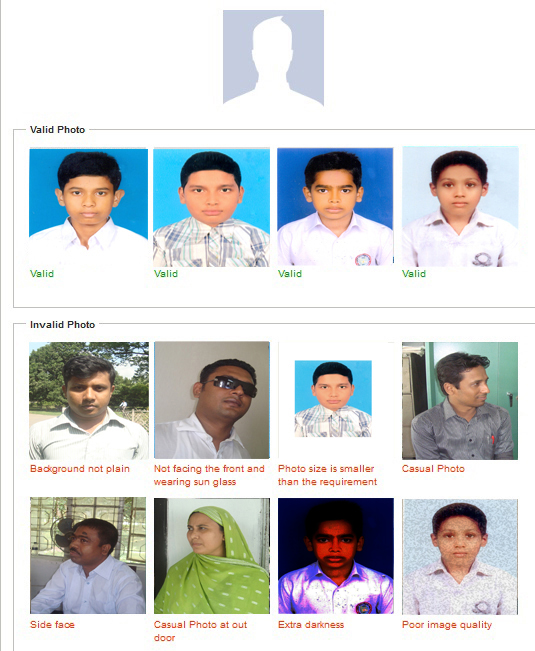 Valid Photo
Valid
Valid
Valid
Valid
Invalid Photo
Background not plain
Not facing the front and
wearing sun glass
Photo size is smaller
than the requirement
Casual Photo
Side face
Casual Photo at out
door
Extra darkness
Poor image quality